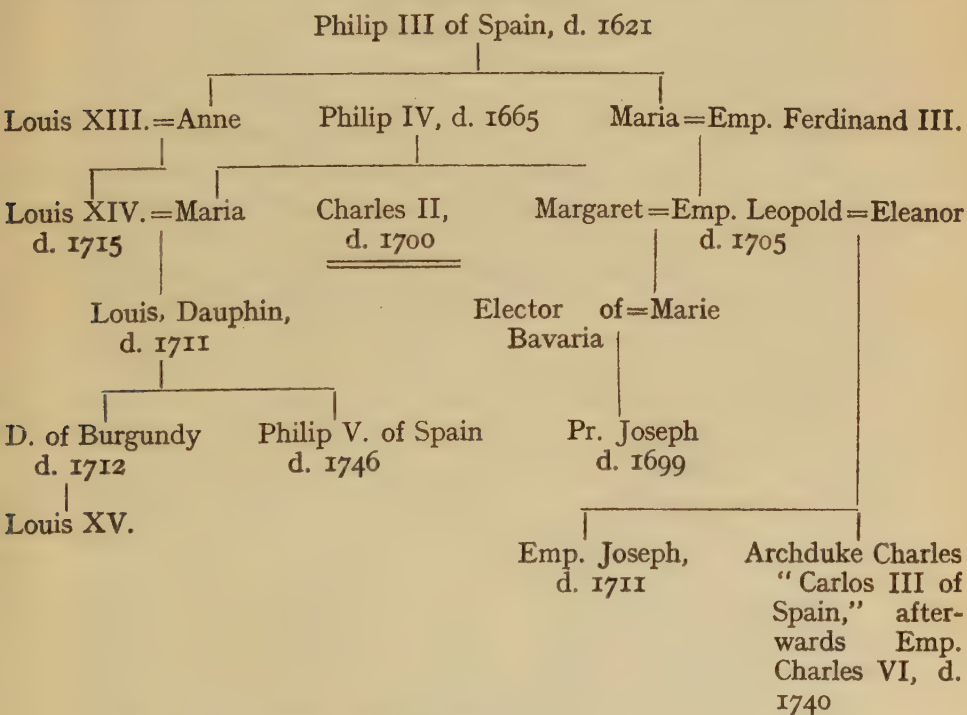 Philip III of Spain, d. 1621
Louis XIII.=Anne Philip IV, d. 1665 Maria=Emp. Ferdinand III.
Louis XIV.=Maria Charles II, Margaret=Emp. Leopold=Eleanor
d. 1715 d. 1700 d. 1705
Louis, Dauphin, Elector of=Marie
d. 1711 Bavaria
D. of Burgundy Philip V. of Spain Pr. Joseph
d. 1712 d. 1746 d. 1699
Louis XV.
Emp. Joseph, Archduke Charles
d. 1711 “Carlos III of
Spain,” after-
wards Emp.
Charles VI, d.
1740